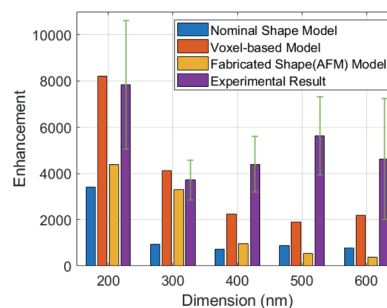 10000
8000
6000
4000
2000
0
Enhancement
Nominal Shape Model
Voxel-based Model
Fabricated Shape(AFM) Model
Experimental Result
200 300 400 500 600
Dimension (nm)